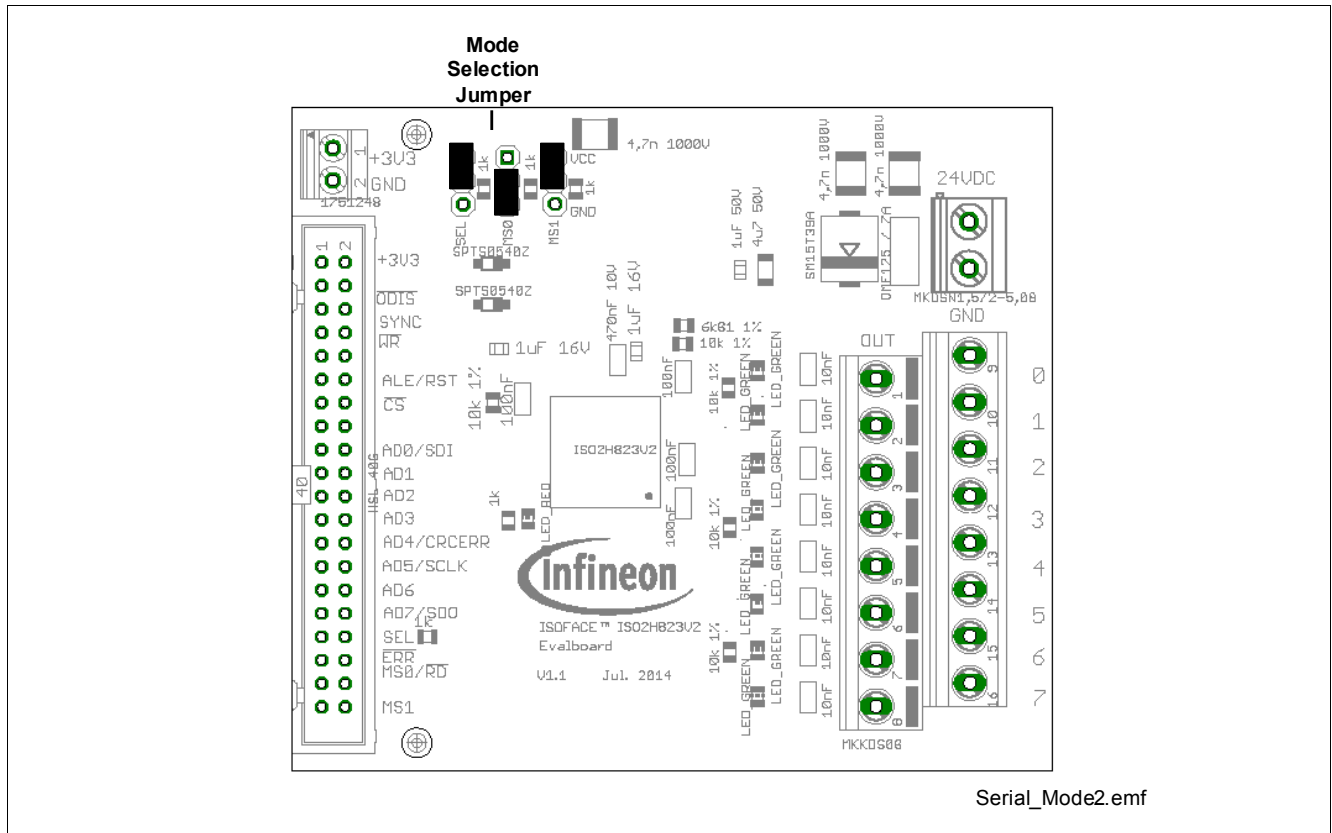 Mode
Selection
Jumper
+3V3
1
2
GND
1751248
1k
1k
VCC
1k
GND
SEL
MS0
MS1
4,7n 1000V
4,7n 1000V
4,7n 1000V
24VDC
1uF 50V
4u7 50V
SM15T39A
MKDSN1,5/2-5,08
GND
1 2
+3V3
ODIS
SYNC
WR
ALE/RST
CS
AD0/SDI
AD1
AD2
AD3
AD4/CRCERR
AD5/SCLK
AD6
AD7/SDO
SEL
1k
ERR
MS0/RD
MS1
40
SPTS0540Z
SPTS0540Z
1uF 16V
470nF 10V
1uF 16V
6k81 1%
10k 1%
10k 1%
100nF
100nF
ISO2H823V2
100nF
100nF
1k
LED_RED
10k 1%
10k 1%
10k 1%
LED_GREEN
LED_GREEN
LED_GREEN
LED_GREEN
LED_GREEN
LED_GREEN
LED_GREEN
LED_GREEN
10nF
10nF
10nF
10nF
10nF
10nF
10nF
10nF
OUT
1
2
3
4
5
6
7
8
MKKDS06
9
10
11
12
13
14
15
16
0
1
2
3
4
5
6
7
Infineon
ISOFACE™ ISO2H823V2
Evalboard
V1.1 Jul. 2014
Serial_Mode2.emf